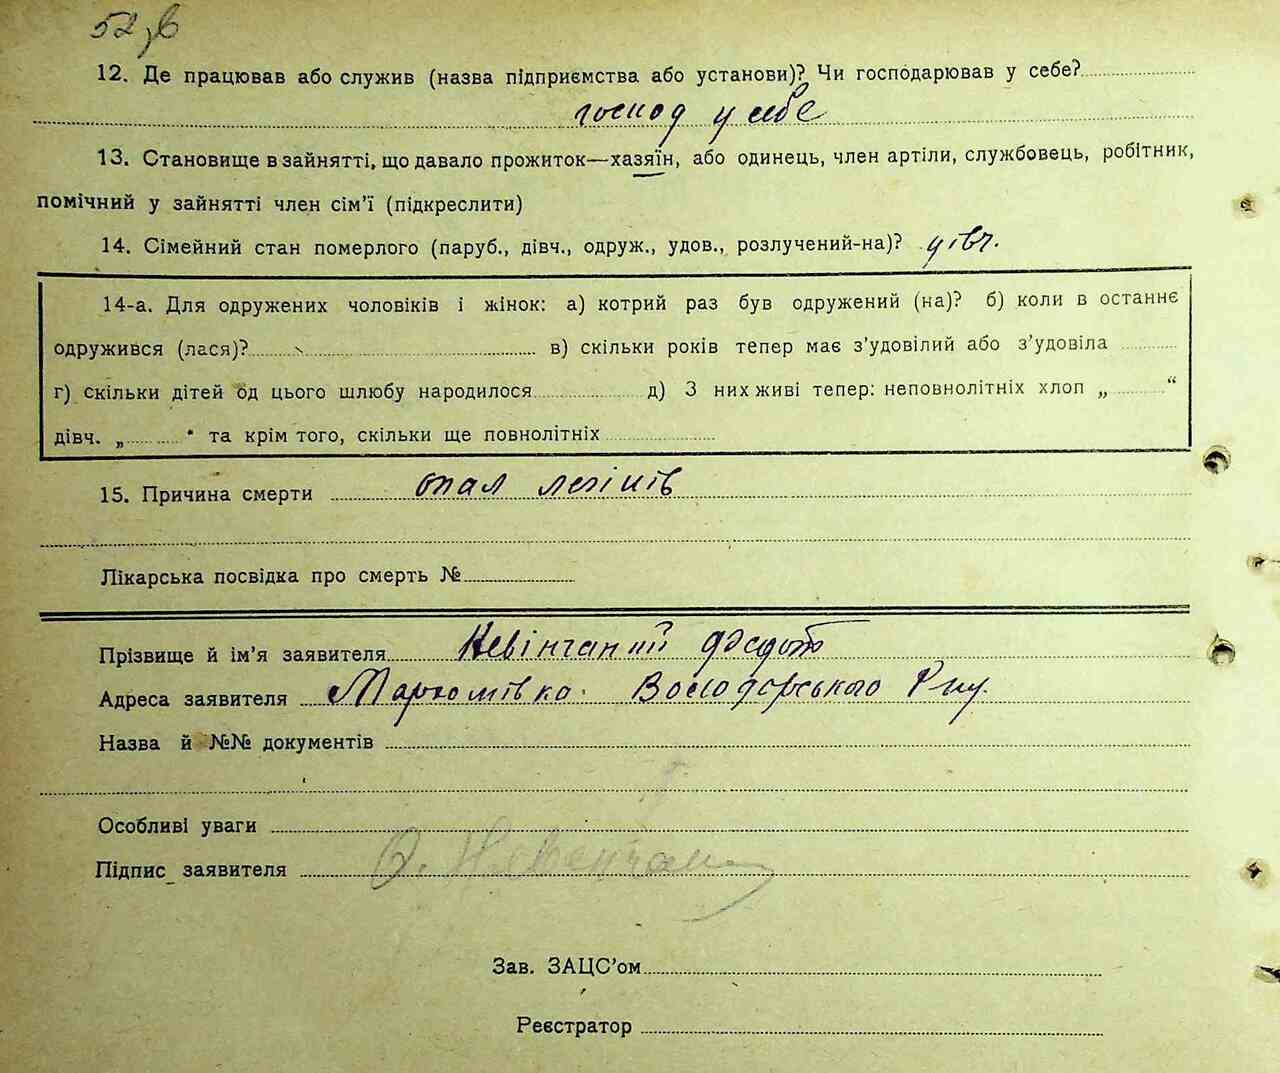 52 зв
12. Де працював або служив (назва підприємства або установи)? Чи господарював у себе?
господ у себе
13. Становище в зайнятті, що давало прожиток—хазяїн, або одинець, член артіли, службовець, робітник,
помічний у зайнятті член сім’ї (підкреслити)
14. Сімейний стан померлого (паруб., дівч., одруж., удов., розлучений-на)? дівч.
14-а. Для одружених чоловіків і жінок: а) котрий раз був одружений (на)? б) коли в останнє
одружився (лася)? в) скільки років тепер має з’удовілий або з’удовіла
г) скільки дітей од цього шлюбу народилося д) З них живі тепер: неповнолітніх хлоп „ “
дівч. „ “ та крім того, скільки ще повнолітніх
15. Причина смерти опал легінів
Лікарська посвідка про смерть №
Прізвище й ім’я заявителя Невінчаний Федот
Адреса заявителя Володарського Р-ну.
Назва й №№ документів
Особливі уваги
Підпис заявителя
Зав. ЗАЦС’ом
Реєстратор